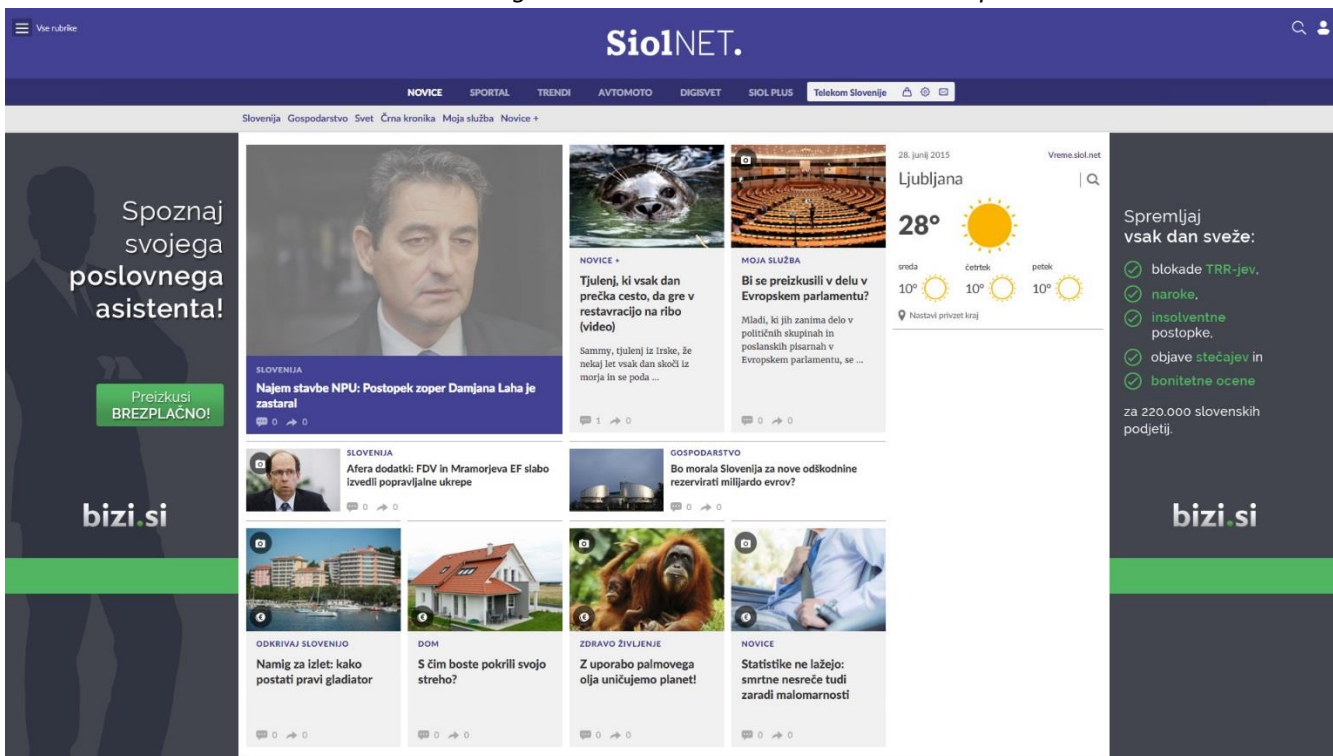 Vse rubrike
SiolNET.
NOVICE SPORTAL TRENDI AVTOMOTO DIGISVET SIOL PLUS Telekom Slovenije
Slovenija Gospodarstvo Svet Črna kronika Moja služba Novice +
Spoznaj
svojega
poslovnega
asistenta!
Preizkusi
BREZPLAČNO!
bizi.si
SLOVENIJA
Najem stavbe NPU: Postopek zoper Damjana Laha je
zastaral
0 0
NOVICE +
Tjulenj, ki vsak dan
prečka cesto, da gre v
restavracijo na ribo
(video)
Sammy, tjulenj iz Irske, že
nekaj let vsak dan skoči iz
morja in se poda ...
1 0
MOJA SLUŽBA
Bi se preizkusili v delu v
Evropskem parlamentu?
Mladi, ki jih zanima delo v
političnih skupinah in
poslanskih pisarnah v
Evropskem parlamentu, se ...
0 0
28. junij 2015 Vreme.siol.net
Ljubljana
28°
sreda četrtek petek
10° 10° 10°
Nastavi privzet kraj
SLOVENIJA
Afera dodatki: FDV in Mramorjeva EF slabo
izvedli popravljalne ukrepe
0 0
GOSPODARSTVO
Bo morala Slovenija za nove odškodnine
rezervirati milijardo evrov?
0 0
ODKRIVAJ SLOVENIJO
Namig za izlet: kako
postati pravi gladiator
0 0
DOM
S čim boste pokrili svojo
streho?
0 0
ZDRAVO ŽIVLJENJE
Z uporabo palmovega
olja uničujemo planet!
0 0
NOVICE
Statistike ne lažejo:
smrtne nesreče tudi
zaradi malomarnosti
0 0
Spremljaj
vsak dan sveže:
blokade TRR-jev,
naroke,
insolventne
postopke,
objave stečajev in
bonitetne ocene
za 220.000 slovenskih
podjetij.
bizi.si